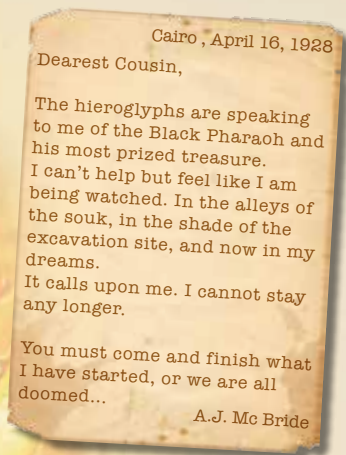 Cairo , April 16, 1928
Dearest Cousin,
The hieroglyphs are speaking
to me of the Black Pharaoh and
his most prized treasure.
I can't help but feel like I am
being watched. In the alleys of
the souk, in the shade of the
excavation site, and now in my
dreams.
It calls upon me. I cannot stay
any longer.
You must come and finish what
I have started, or we are all
doomed...
A.J. Mc Bride